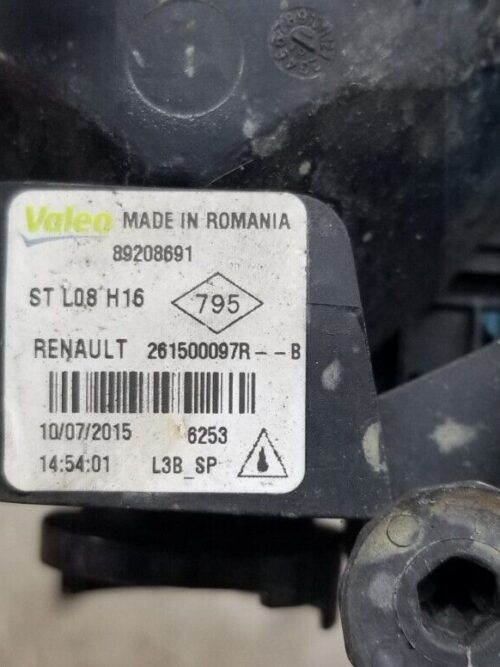 Valeo MADE IN ROMANIA
89208691
ST L08 H16 795
RENAULT 261500097R--B
10/07/2015 6253
14:54:01 L3B_SP